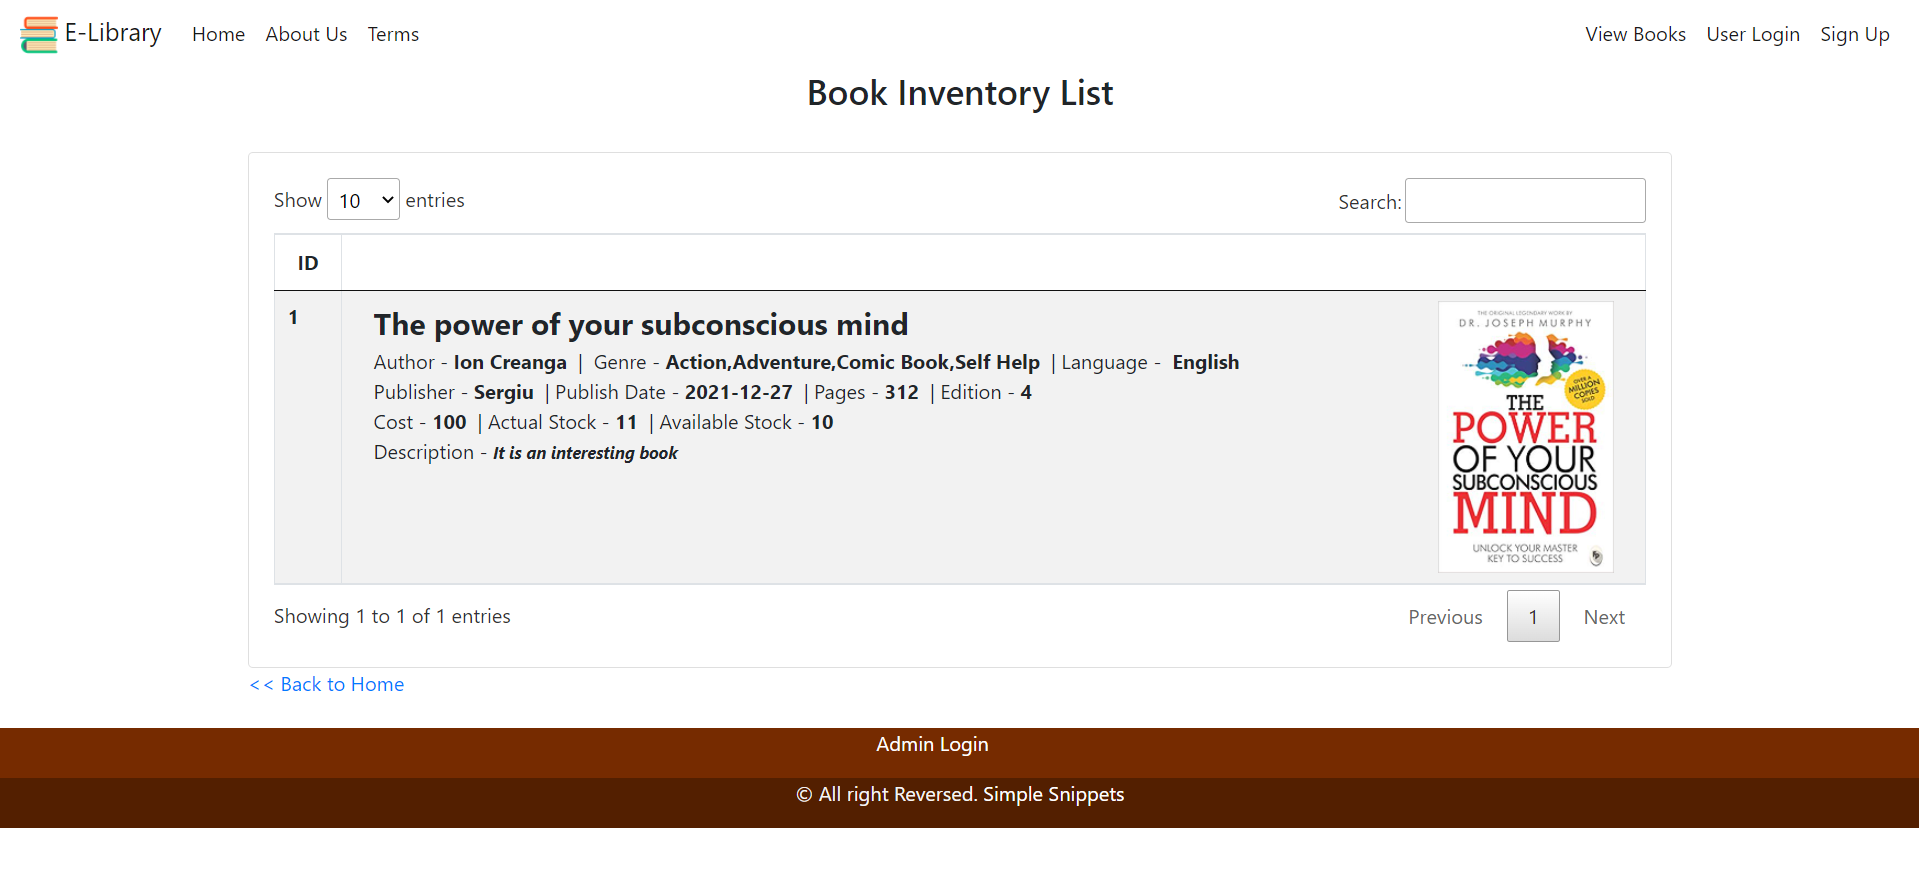 E-Library Home About Us Terms View Books User Login Sign Up
Book Inventory List
Show 10 entries Search:
ID
1
The power of your subconscious mind
Author - Ion Creanga | Genre - Action,Adventure,Comic Book,Self Help | Language - English
Publisher - Sergiu | Publish Date - 2021-12-27 | Pages - 312 | Edition - 4
Cost - 100 | Actual Stock - 11 | Available Stock - 10
Description - It is an interesting book
THE ORIGINAL LEGENDARY WORK BY
DR. JOSEPH MURPHY
OVER A
MILLION
COPIES
SOLD
THE
POWER
OF YOUR
SUBCONSCIOUS
MIND
UNLOCK YOUR MASTER
KEY TO SUCCESS
Showing 1 to 1 of 1 entries Previous 1 Next
<< Back to Home
Admin Login
© All right Reversed. Simple Snippets